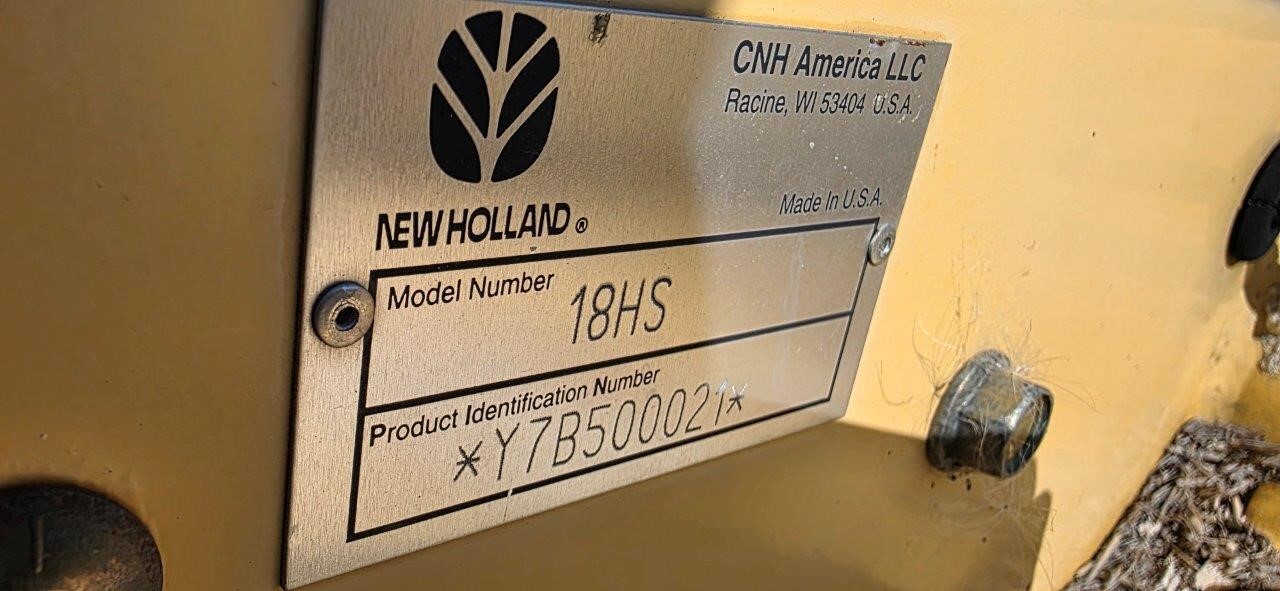 CNH America LLC
Racine, WI 53404 U.S.A.
Made In U.S.A.
NEW HOLLAND ®
Model Number 18HS
Product Identification Number
*Y7B500021*